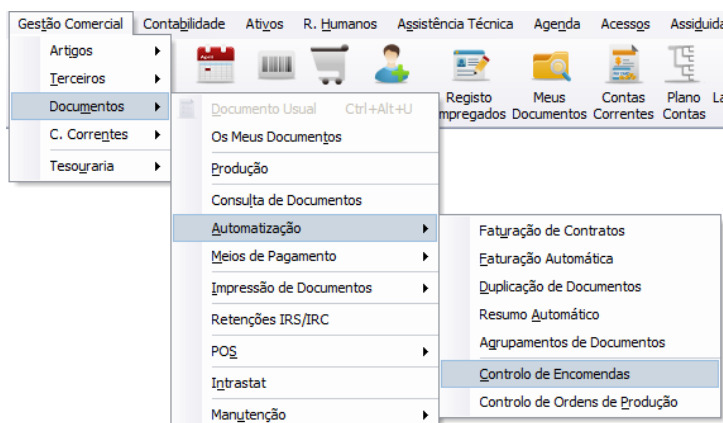 Gestão Comercial Contabilidade Ativos R. Humanos Assistência Técnica Agenda Acessos Assiduida
Artigos
Terceiros
Documentos
C. Correntes
Tesouraria
Agent
Registo Meus Contas Plano La
mpregados Documentos Correntes Contas
Documento Usual Ctrl+Alt+U
Os Meus Documentos
Produção
Consulta de Documentos
Automatização
Meios de Pagamento
Impressão de Documentos
Retenções IRS/IRC
POS
Intrastat
Manutenção
Faturação de Contratos
Faturação Automática
Duplicação de Documentos
Resumo Automático
Agrupamentos de Documentos
Controlo de Encomendas
Controlo de Ordens de Produção